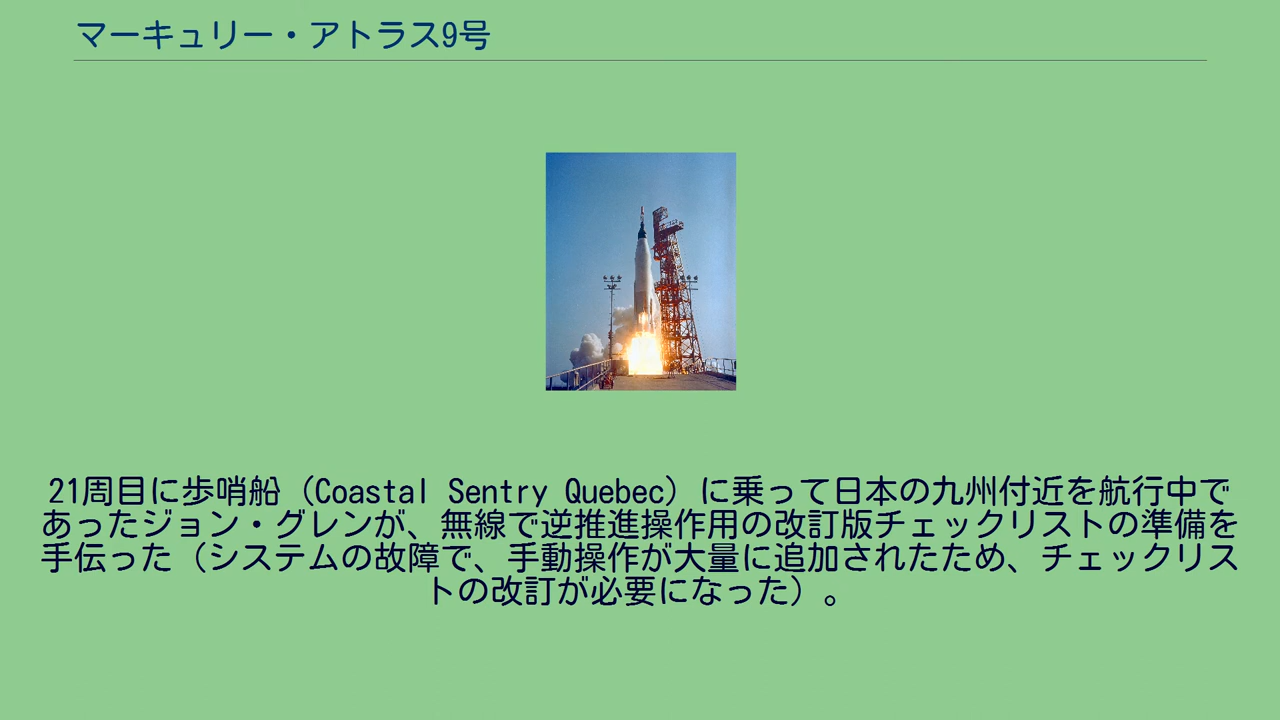 マーキュリー・アトラス9号
21周目に歩哨船（Coastal Sentry Quebec）に乗って日本の九州付近を航行中で
あったジョン・グレンが、無線で逆推進操作用の改訂版チェックリストの準備を
手伝った（システムの故障で、手動操作が大量に追加されたため、チェックリス
トの改訂が必要になった）。